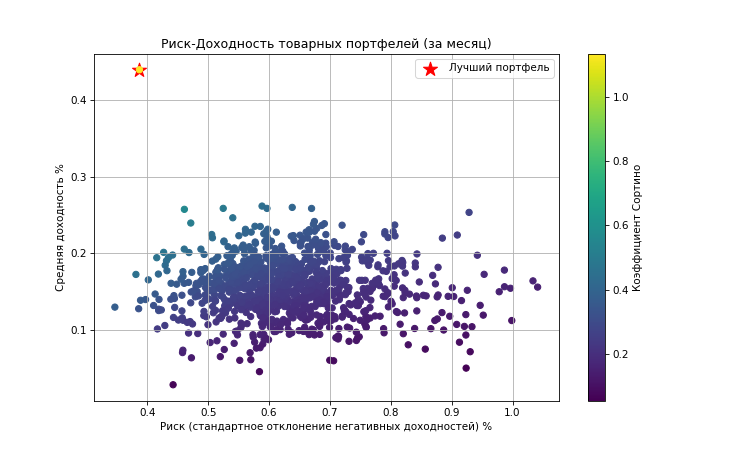 Риск-Доходность товарных портфелей (за месяц)
Лучший портфель
Средняя доходность %
0.4
0.3
0.2
0.1
0.4 0.5 0.6 0.7 0.8 0.9 1.0
Риск (стандартное отклонение негативных доходностей) %
1.0
0.8
0.6
0.4
0.2
Коэффициент Сортино